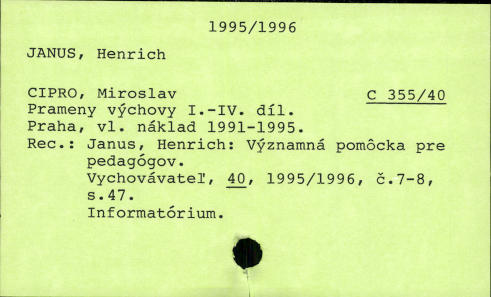 1995/1996
JANUS, Henrich
CIPRO, Miroslav C 355/40
Prameny výchovy I.-IV. díl.
Praha, vl. náklad 1991-1995.
Rec.: Janus, Henrich: Významná pomôcka pre
pedagógov.
Vychovávateľ, 40, 1995/1996, č.7-8,
s.47.
Informatórium.